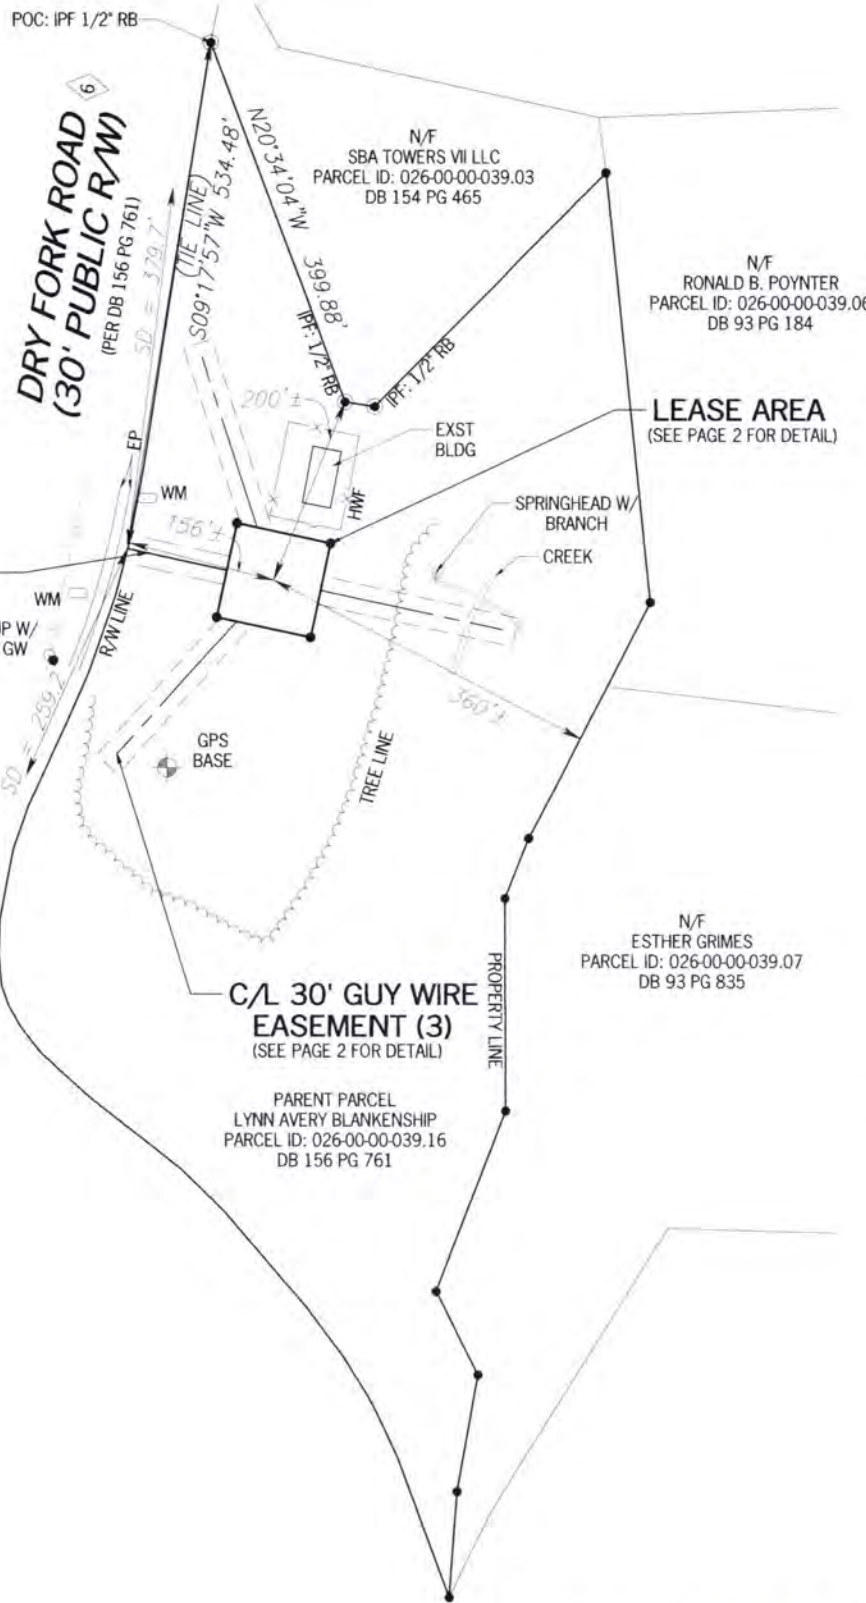 POC: IPF 1/2" RB
6
DRY FORK ROAD
(30' PUBLIC R/W)
(PER DB 156 PG 761)
SD = 379.7'
(TIE LINE)
S09°17'57"W 534.48'
N20°34'04"W 399.88'
N/F
SBA TOWERS VII LLC
PARCEL ID: 026-00-00-039.03
DB 154 PG 465
N/F
RONALD B. POYNTER
PARCEL ID: 026-00-00-039.06
DB 93 PG 184
IPF: 1/2" RB
IPF: 1/2" RB
200'±
LEASE AREA
(SEE PAGE 2 FOR DETAIL)
EXST
BLDG
EP
WM
HWF
SPRINGHEAD W/
BRANCH
156'±
CREEK
WM
R/W LINE
W/
GW
SD = 259.2'
360'±
GPS
BASE
TREE LINE
N/F
ESTHER GRIMES
PARCEL ID: 026-00-00-039.07
DB 93 PG 835
C/L 30' GUY WIRE
EASEMENT (3)
(SEE PAGE 2 FOR DETAIL)
PROPERTY LINE
PARENT PARCEL
LYNN AVERY BLANKENSHIP
PARCEL ID: 026-00-00-039.16
DB 156 PG 761